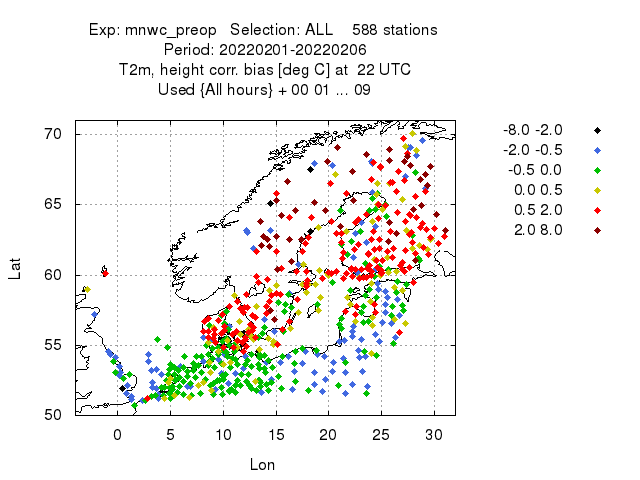 Exp: mnwc_preop   Selection: ALL    588 stations
Period: 20220201-20220206
T2m, height corr. bias [deg C] at  22 UTC
Used {All hours} + 00 01 ... 09
-8.0 -2.0
-2.0 -0.5
-0.5 0.0
0.0 0.5
0.5 2.0
2.0 8.0
70
65
60
55
50
Lat
0 5 10 15 20 25 30
Lon